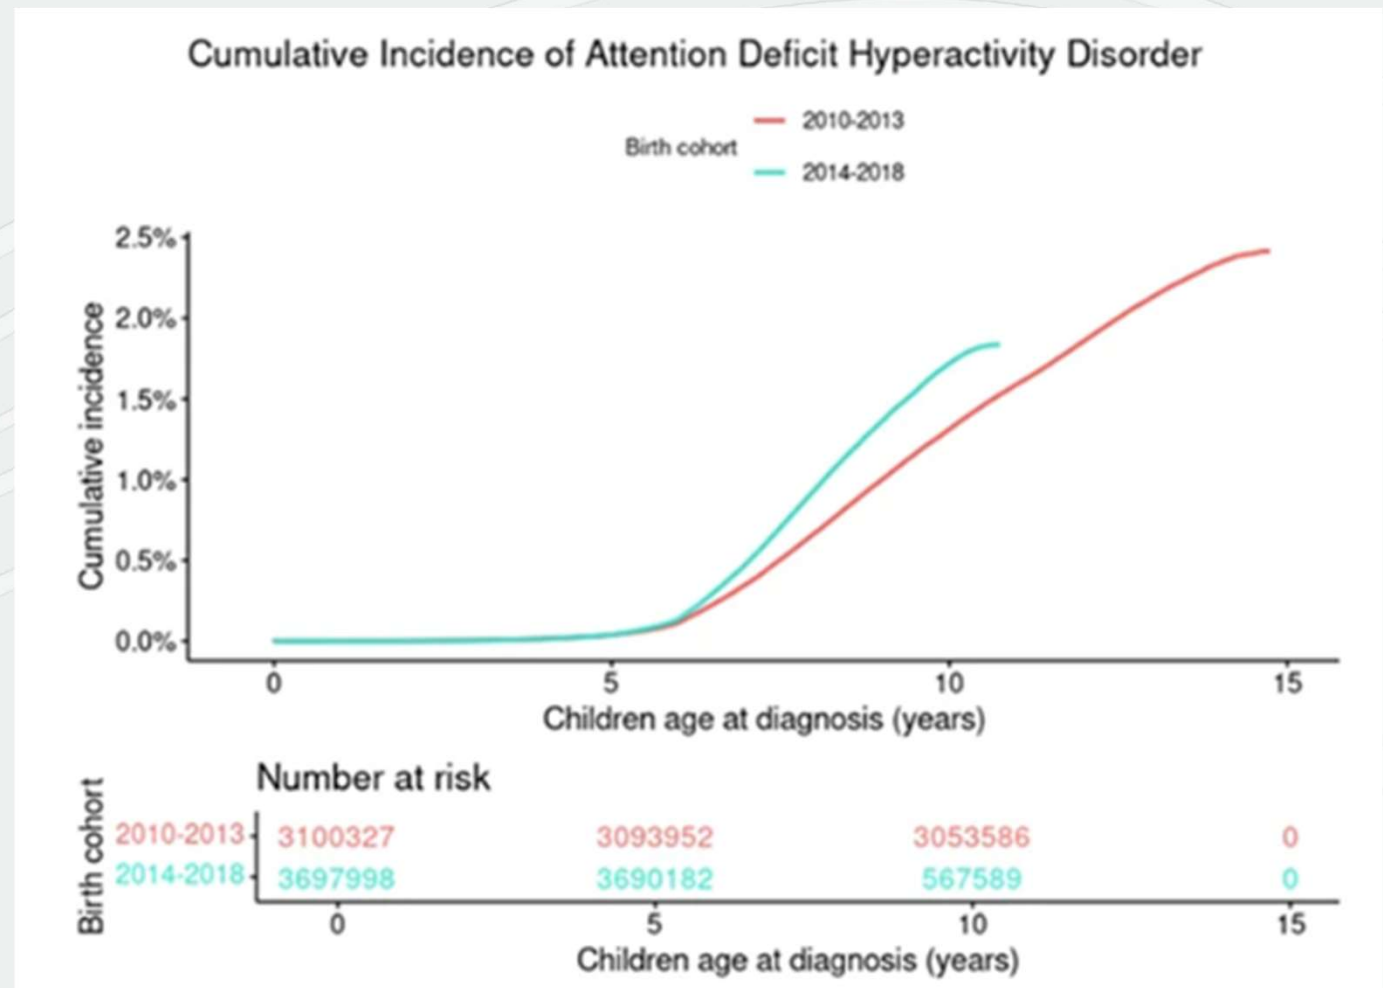 Cumulative Incidence of Attention Deficit Hyperactivity Disorder
Birth cohort
2010-2013
2014-2018
Cumulative incidence
2.5%
2.0%
1.5%
1.0%
0.5%
0.0%
0 5 10 15
Children age at diagnosis (years)
Number at risk
Birth cohort
2010-2013 3100327 3093952 3053586 0
2014-2018 3697998 3690182 567589 0
0 5 10 15
Children age at diagnosis (years)